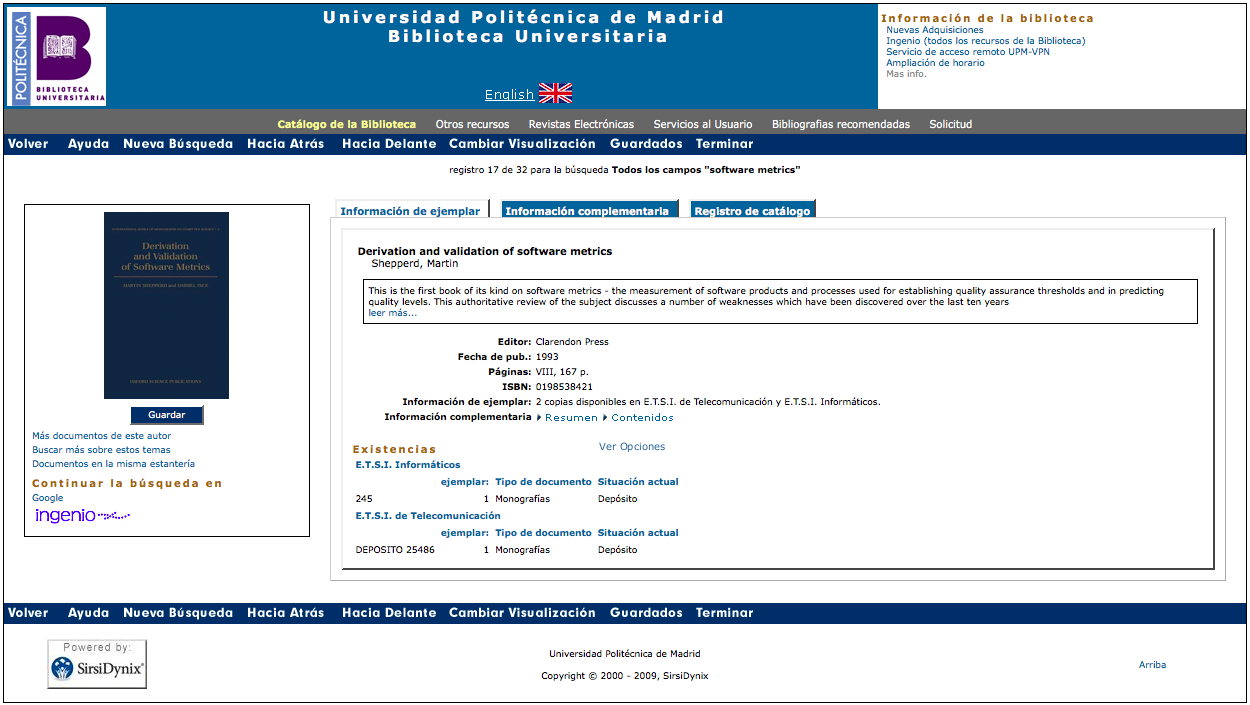 POLITÉCNICA
BIBLIOTECA
UNIVERSITARIA
Universidad Politécnica de Madrid
Biblioteca Universitaria
English
Información de la biblioteca
Nuevas Adquisiciones
Ingenio (todos los recursos de la Biblioteca)
Servicio de acceso remoto UPM-VPN
Ampliación de horario
Mas info.
Catálogo de la Biblioteca Otros recursos Revistas Electrónicas Servicios al Usuario Bibliografias recomendadas Solicitud
Volver Ayuda Nueva Búsqueda Hacia Atrás Hacia Delante Cambiar Visualización Guardados Terminar
registro 17 de 32 para la búsqueda Todos los campos "software metrics"
Derivation
and Validation
of Software Metrics
MARTIN SHEPPERD and DARREL INCE
OXFORD SCIENCE PUBLICATIONS
Guardar
Más documentos de este autor
Buscar más sobre estos temas
Documentos en la misma estantería
Continuar la búsqueda en
Google
ingenio
Información de ejemplar Información complementaria Registro de catálogo
Derivation and validation of software metrics
Shepperd, Martin
This is the first book of its kind on software metrics - the measurement of software products and processes used for establishing quality assurance thresholds and in predicting
quality levels. This authoritative review of the subject discusses a number of weaknesses which have been discovered over the last ten years
leer más...
Editor: Clarendon Press
Fecha de pub.: 1993
Páginas: VIII, 167 p.
ISBN: 0198538421
Información de ejemplar: 2 copias disponibles en E.T.S.I. de Telecomunicación y E.T.S.I. Informáticos.
Información complementaria Resumen Contenidos
Existencias Ver Opciones
E.T.S.I. Informáticos
ejemplar: Tipo de documento Situación actual
245 1 Monografías Depósito
E.T.S.I. de Telecomunicación
ejemplar: Tipo de documento Situación actual
DEPOSITO 25486 1 Monografías Depósito
Volver Ayuda Nueva Búsqueda Hacia Atrás Hacia Delante Cambiar Visualización Guardados Terminar
Powered by:
SirsiDynix
Universidad Politécnica de Madrid
Copyright © 2000 - 2009, SirsiDynix
Arriba